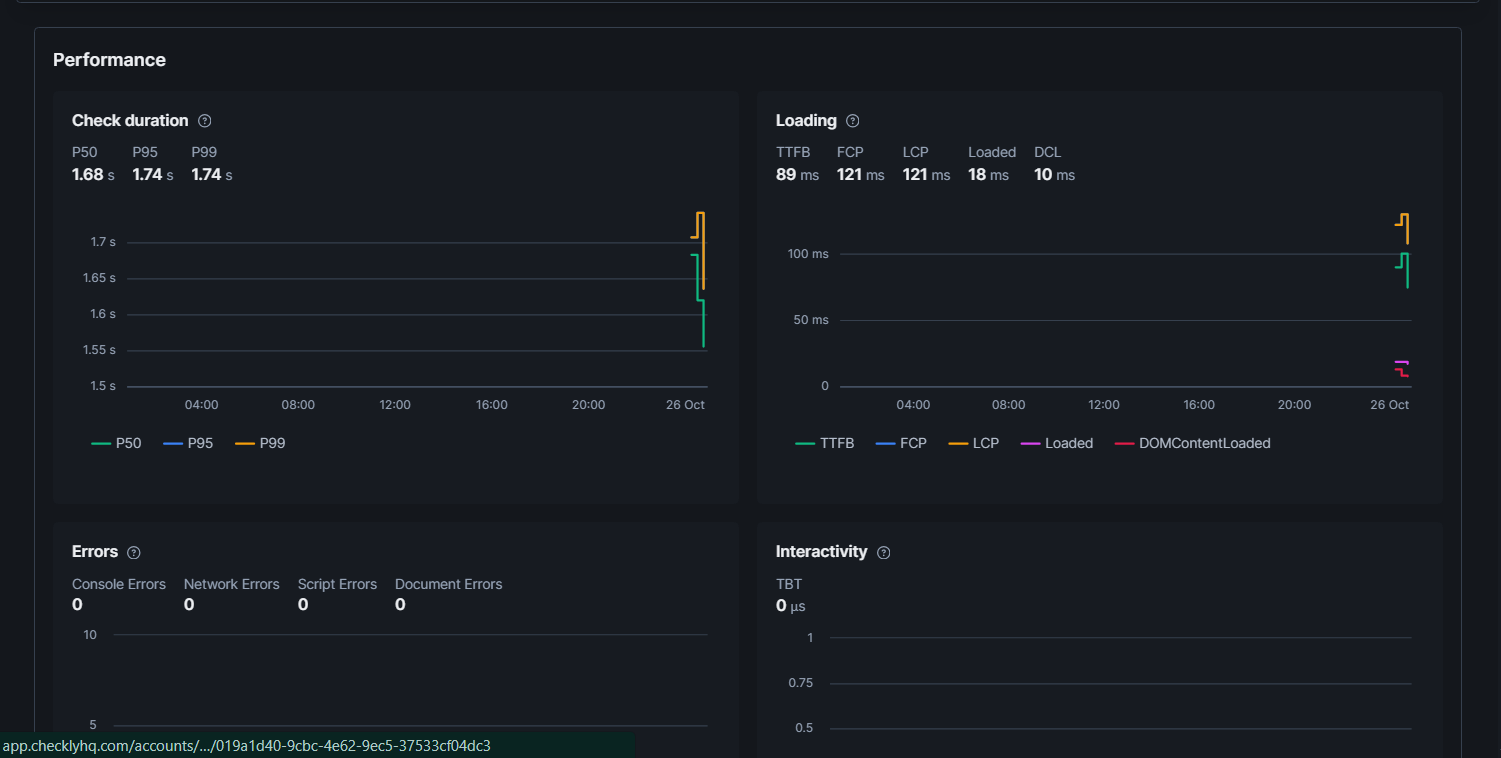 Performance
Check duration
P50 P95 P99
1.68 s 1.74 s 1.74 s
1.7 s
1.65 s
1.6 s
1.55 s
1.5 s
04:00 08:00 12:00 16:00 20:00 26 Oct
P50 P95 P99
Loading
TTFB FCP LCP Loaded DCL
89 ms 121 ms 121 ms 18 ms 10 ms
100 ms
50 ms
0
04:00 08:00 12:00 16:00 20:00 26 Oct
TTFB FCP LCP Loaded DOMContentLoaded
Errors
Console Errors Network Errors Script Errors Document Errors
0 0 0 0
10
5
Interactivity
TBT
0 µs
1
0.75
0.5
app.checklyhq.com/accounts/.../019a1d40-9cbc-4e62-9ec5-37533cf04dc3